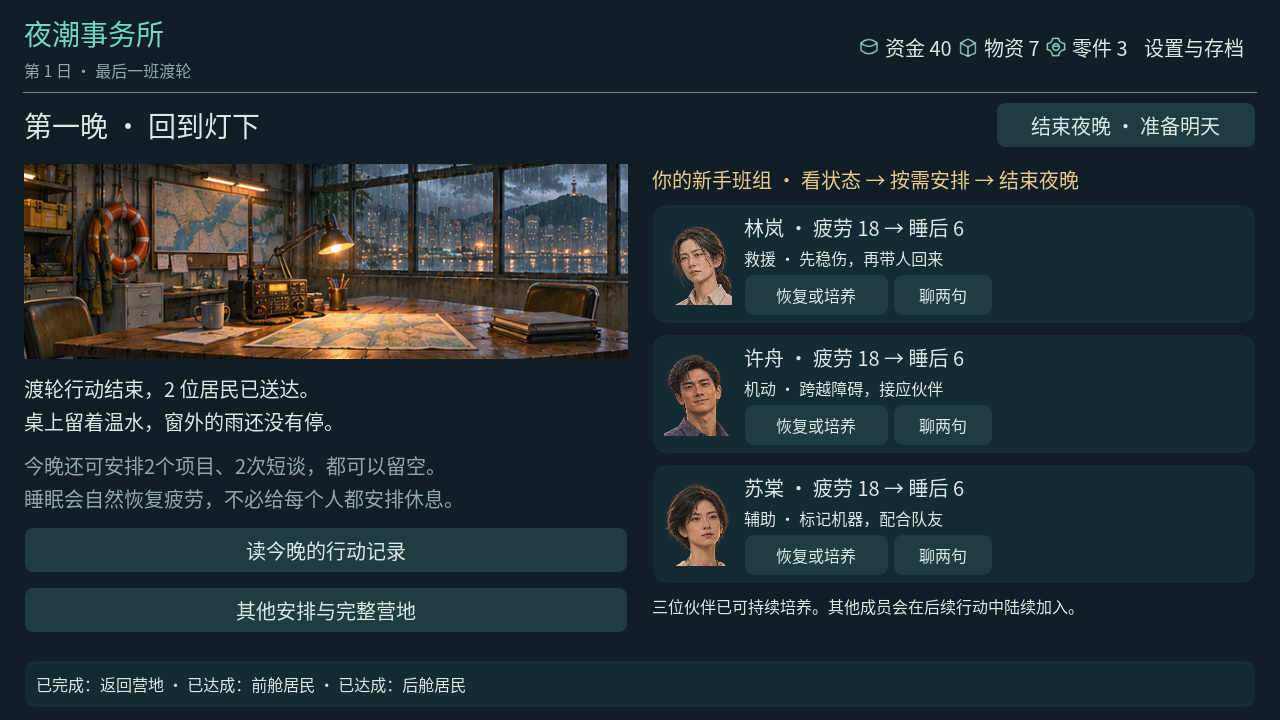 夜潮事务所
第 1 日 · 最后一班渡轮
资金 40 物资 7 零件 3 设置与存档
第一晚 · 回到灯下
结束夜晚 · 准备明天
渡轮行动结束，2 位居民已送达。
桌上留着温水，窗外的雨还没有停。
今晚还可安排2个项目、2次短谈，都可以留空。
睡眠会自然恢复疲劳，不必给每个人都安排休息。
读今晚的行动记录
其他安排与完整营地
你的新手班组 · 看状态 → 按需安排 → 结束夜晚
林岚 · 疲劳 18 → 睡后 6
救援 · 先稳伤，再带人回来
恢复或培养 聊两句
许舟 · 疲劳 18 → 睡后 6
机动 · 跨越障碍，接应伙伴
恢复或培养 聊两句
苏棠 · 疲劳 18 → 睡后 6
辅助 · 标记机器，配合队友
恢复或培养 聊两句
三位伙伴已可持续培养。其他成员会在后续行动中陆续加入。
已完成：返回营地 · 已达成：前舱居民 · 已达成：后舱居民